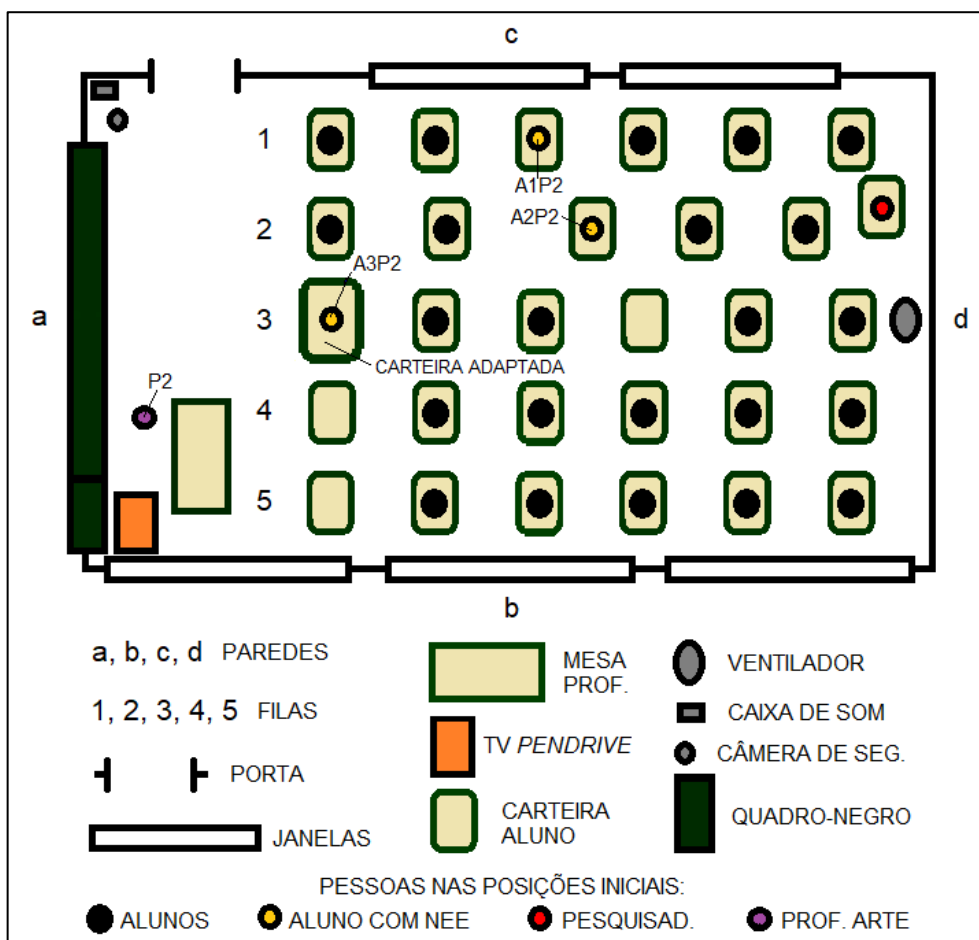 c
1
A1P2
2
A2P2
A3P2
a
3
d
CARTEIRA ADAPTADA
P2
4
5
b
a, b, c, d PAREDES
1, 2, 3, 4, 5 FILAS
PORTA
JANELAS
MESA
PROF.
TV PENDRIVE
CARTEIRA
ALUNO
VENTILADOR
CAIXA DE SOM
CÂMERA DE SEG.
QUADRO-NEGRO
PESSOAS NAS POSIÇÕES INICIAIS:
ALUNOS ALUNO COM NEE PESQUISAD. PROF. ARTE